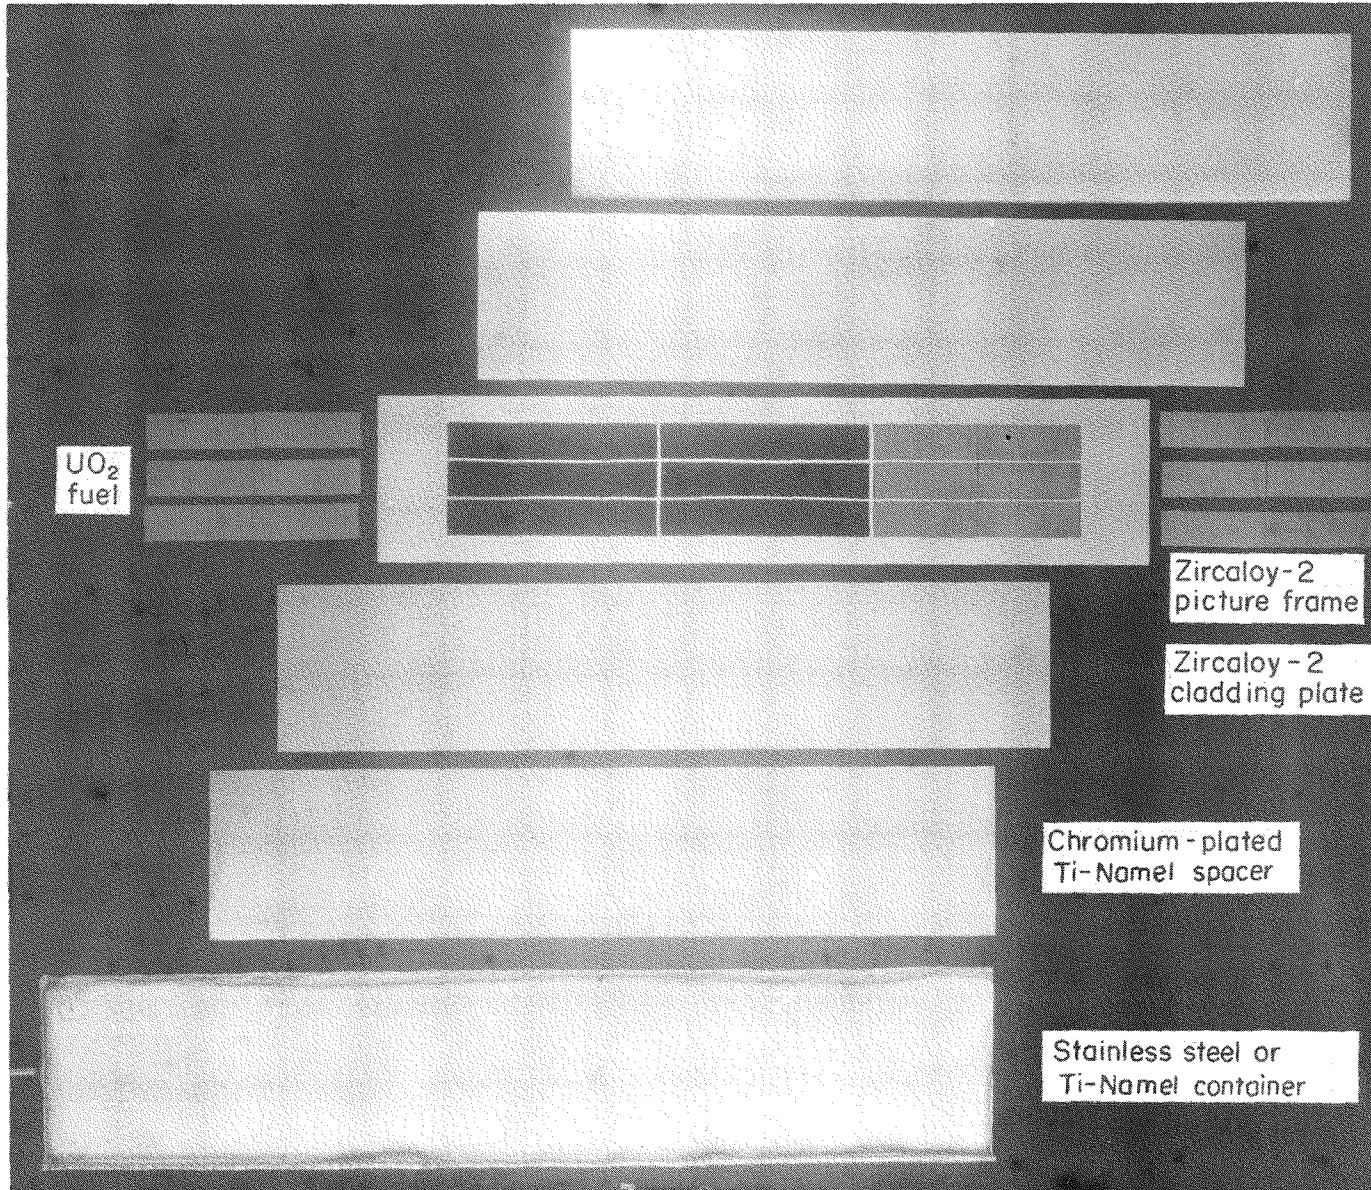 UO₂
fuel
Zircaloy-2
picture frame
Zircaloy-2
cladding plate
Chromium-plated
Ti-Namel spacer
Stainless steel or
Ti-Namel container